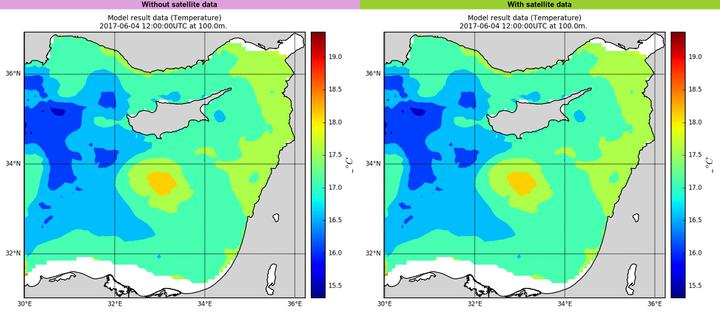 Without satellite data
With satellite data
Model result data (Temperature)
2017-06-04 12:00:00UTC at 100.0m.
Model result data (Temperature)
2017-06-04 12:00:00UTC at 100.0m.
36°N
34°N
32°N
30°E
32°E
34°E
36°E
19.0
18.5
18.0
17.5
17.0
16.5
16.0
15.5
°C
36°N
34°N
32°N
30°E
32°E
34°E
36°E
19.0
18.5
18.0
17.5
17.0
16.5
16.0
15.5
°C